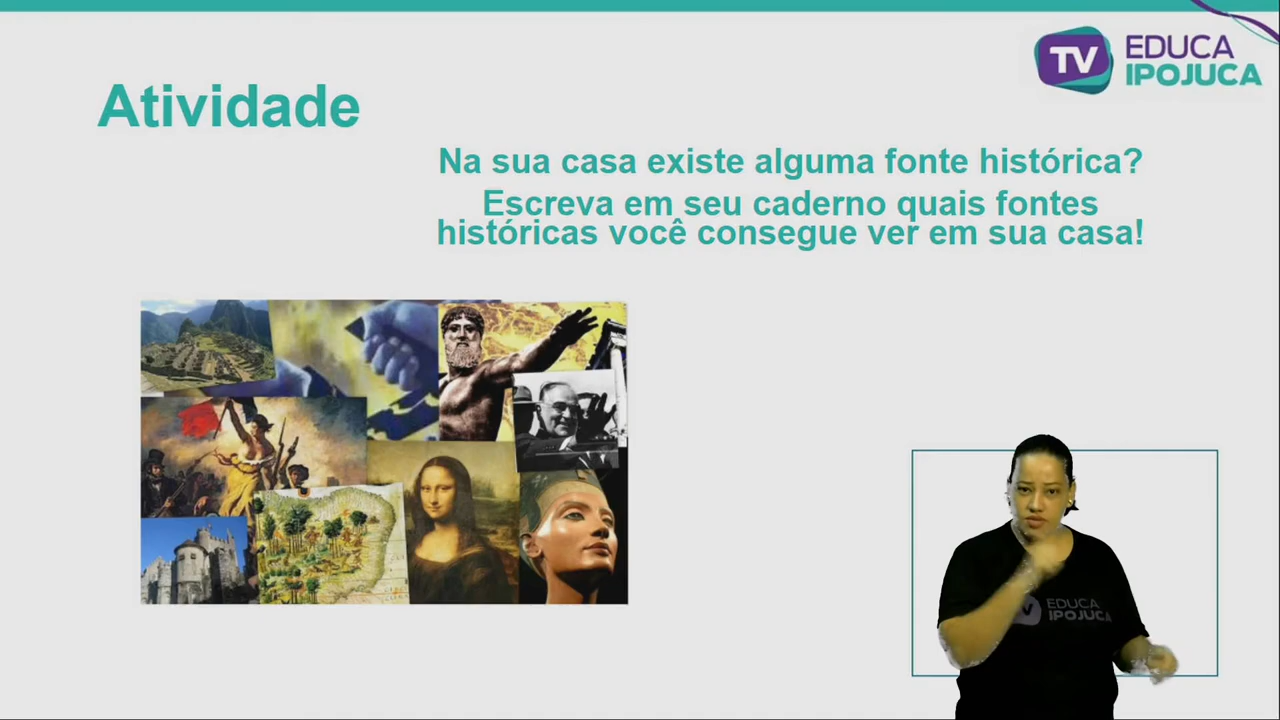 TV EDUCA
IPOJUCA
Atividade
Na sua casa existe alguma fonte histórica?
Escreva em seu caderno quais fontes
históricas você consegue ver em sua casa!
V EDUCA
IPOJUCA